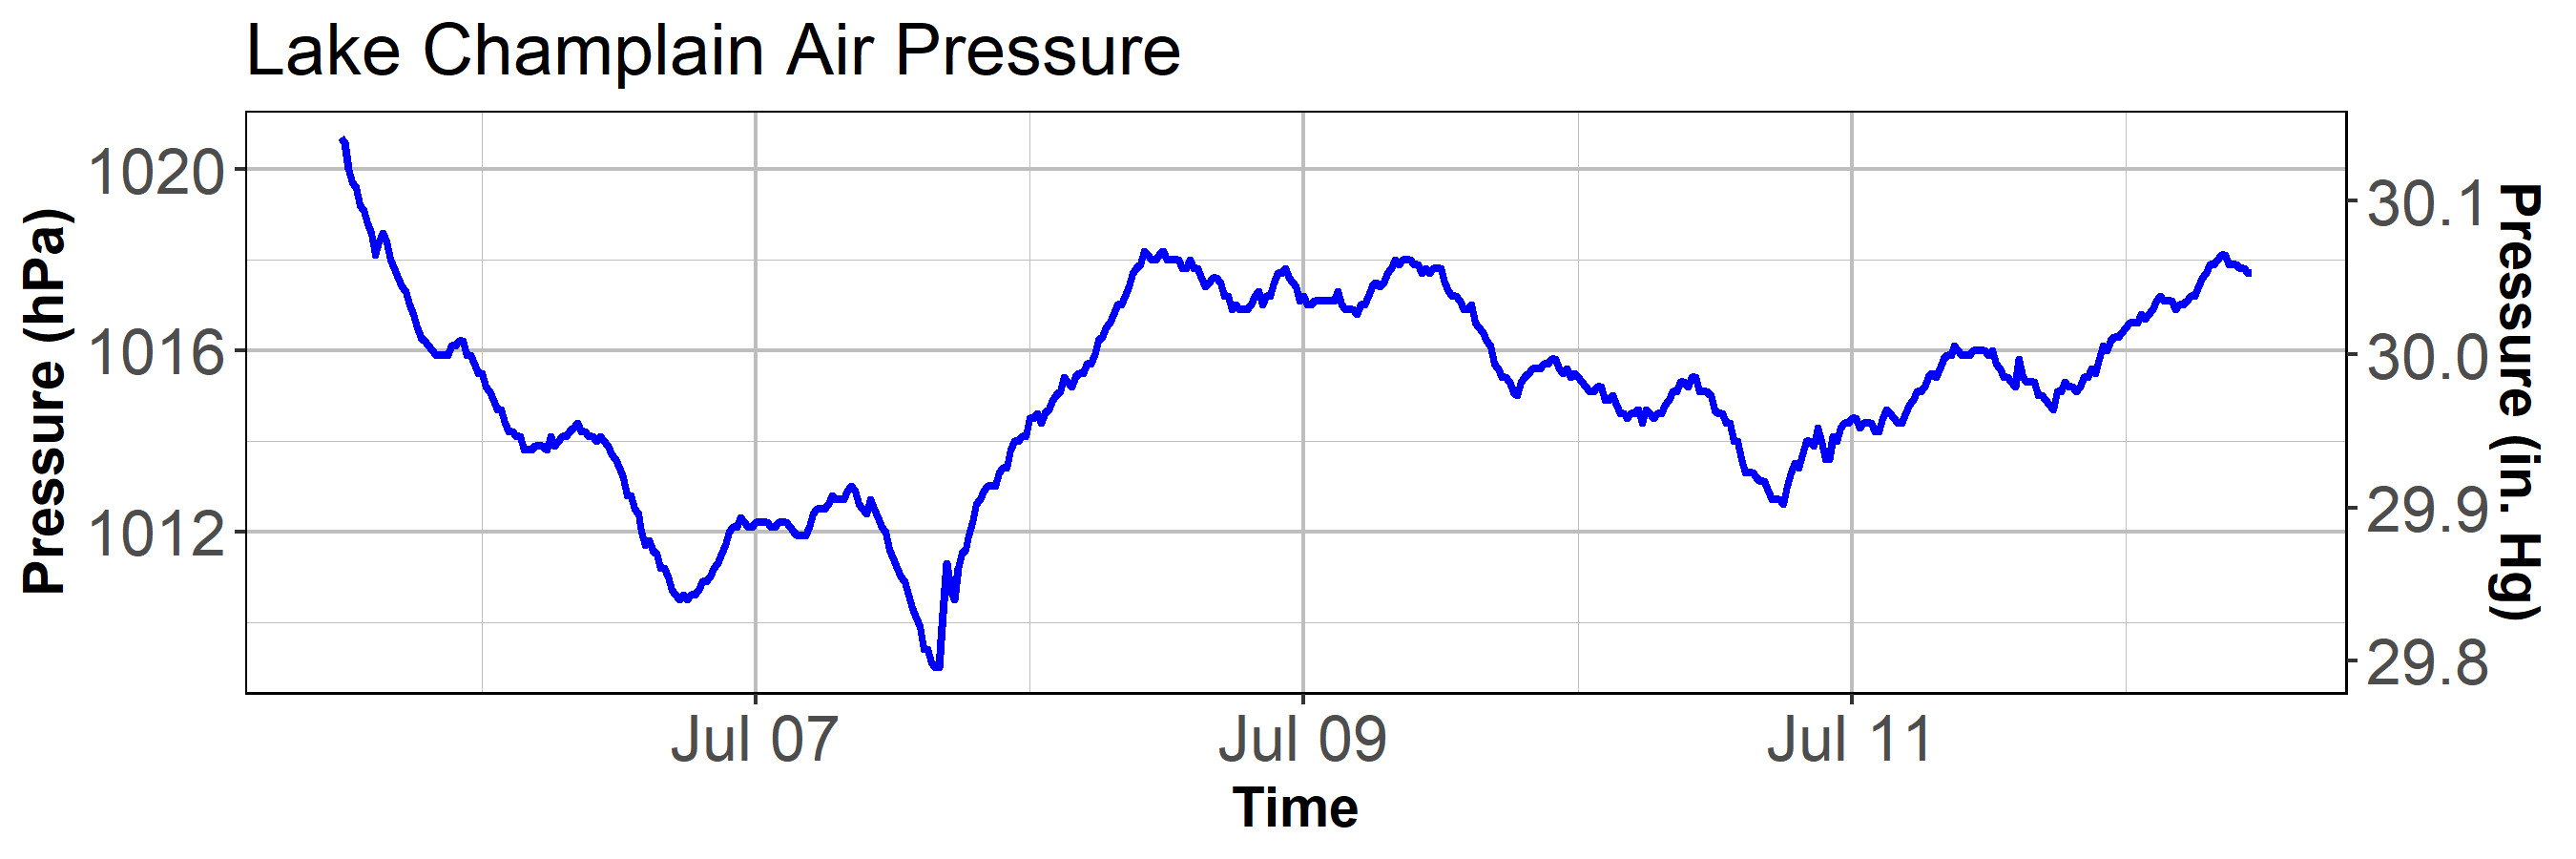 Lake Champlain Air Pressure
Pressure (hPa)
1020
1016
1012
30.1
30.0
29.9
29.8
Pressure (in. Hg)
Jul 07 Jul 09 Jul 11
Time